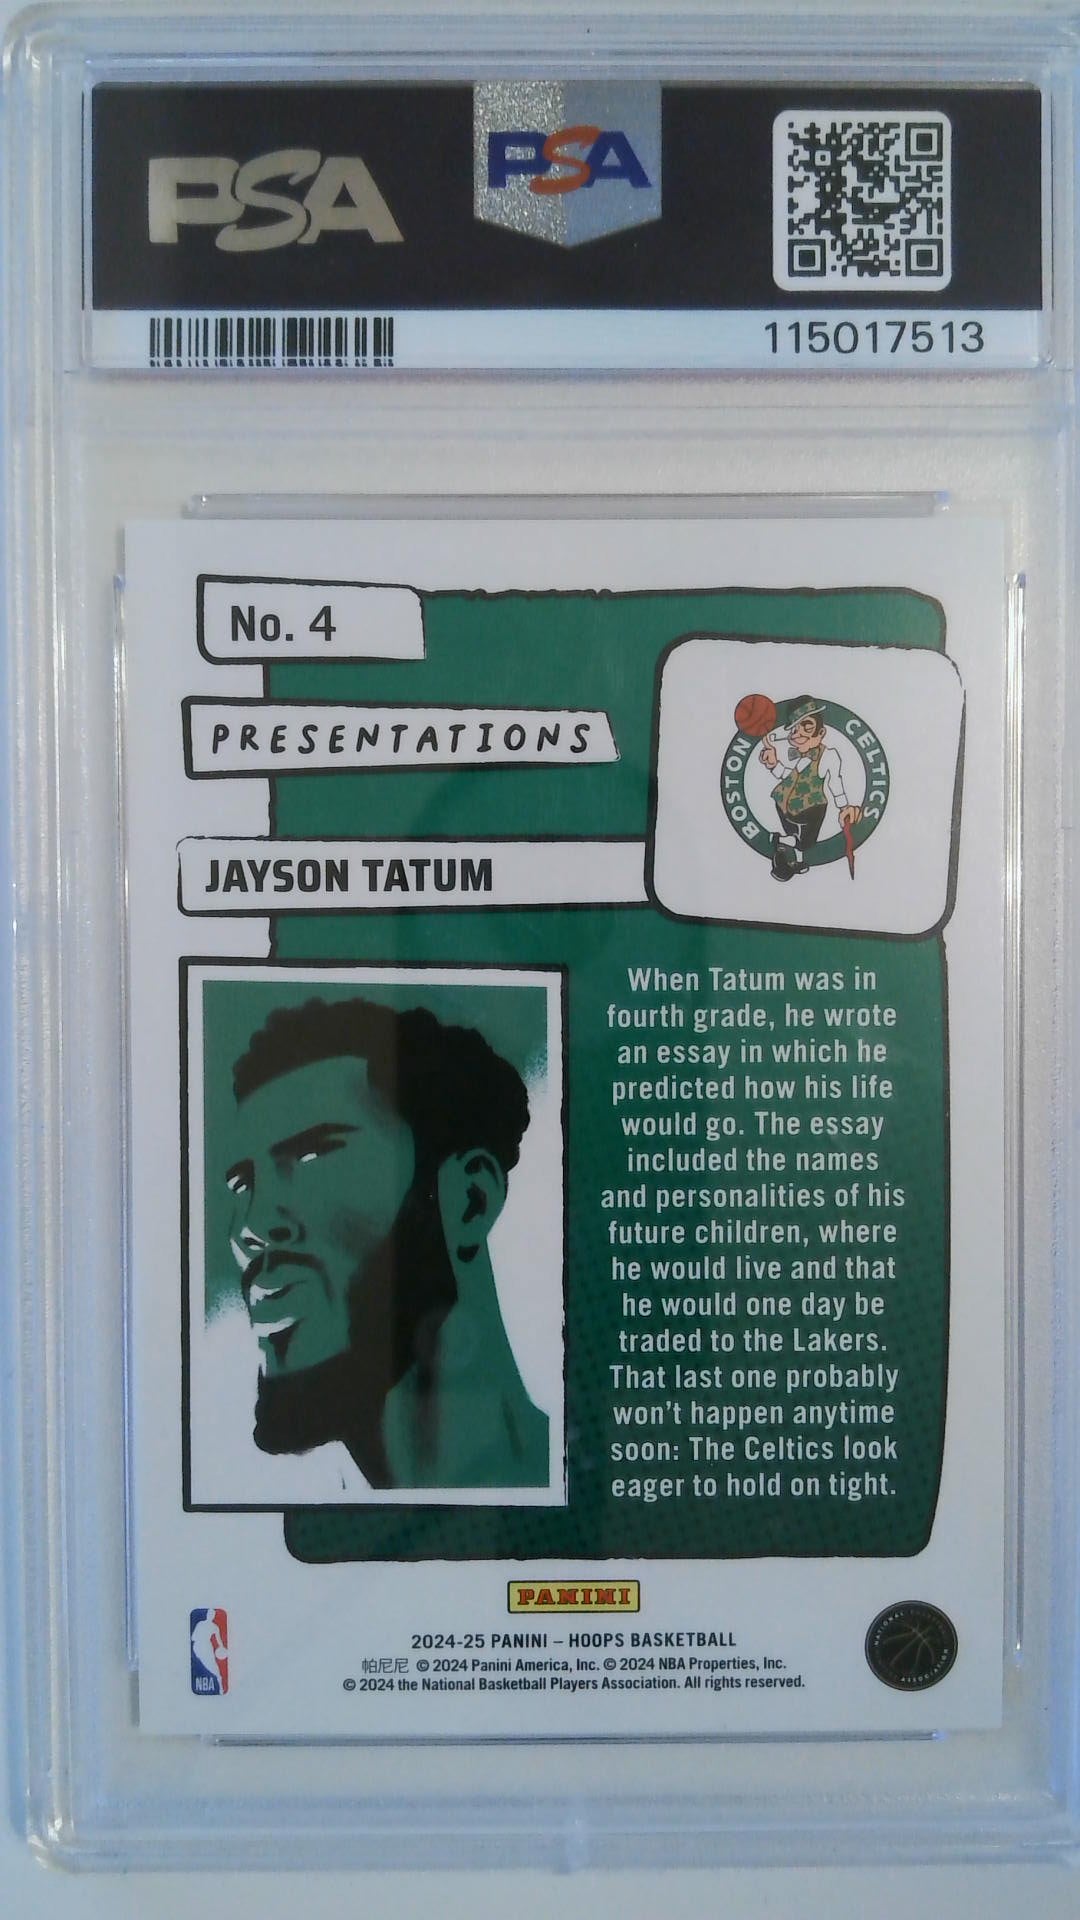 PSA
PSA
115017513
No. 4
PRESENTATIONS
BOSTON CELTICS
JAYSON TATUM
When Tatum was in
fourth grade, he wrote
an essay in which he
predicted how his life
would go. The essay
included the names
and personalities of his
future children, where
he would live and that
he would one day be
traded to the Lakers.
That last one probably
won't happen anytime
soon: The Celtics look
eager to hold on tight.
PANINI
2024-25 PANINI – HOOPS BASKETBALL
帕尼尼 © 2024 Panini America, Inc. © 2024 NBA Properties, Inc.
© 2024 the National Basketball Players Association. All rights reserved.
NBA
NATIONAL BASKETBALL
ASSOCIATION